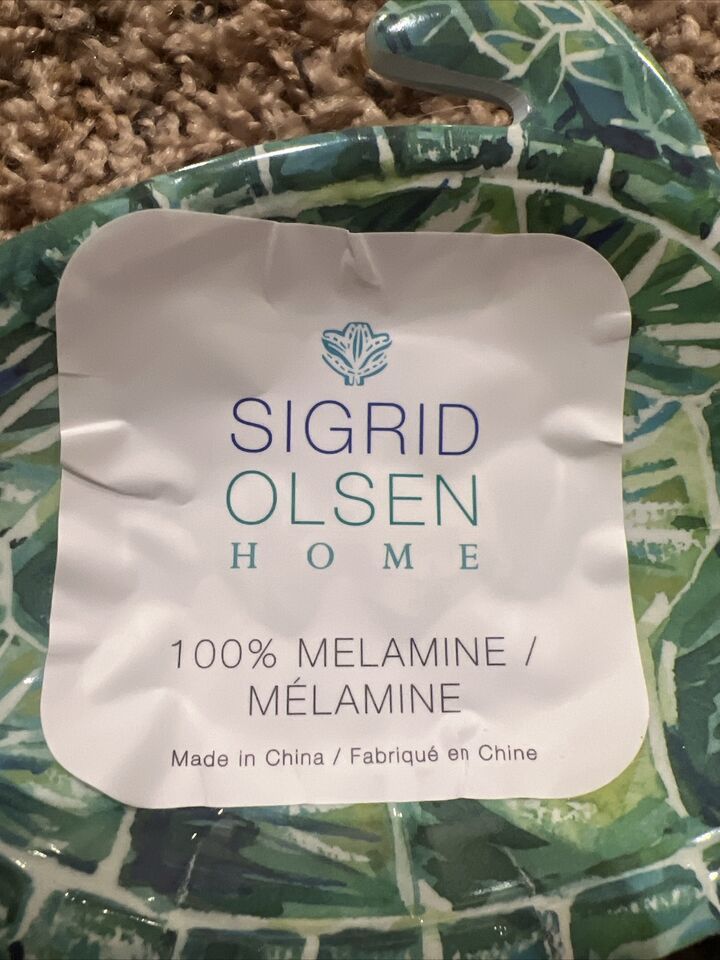 SIGRID
OLSEN
HOME
100% MELAMINE /
MÉLAMINE
Made in China / Fabriqué en Chine